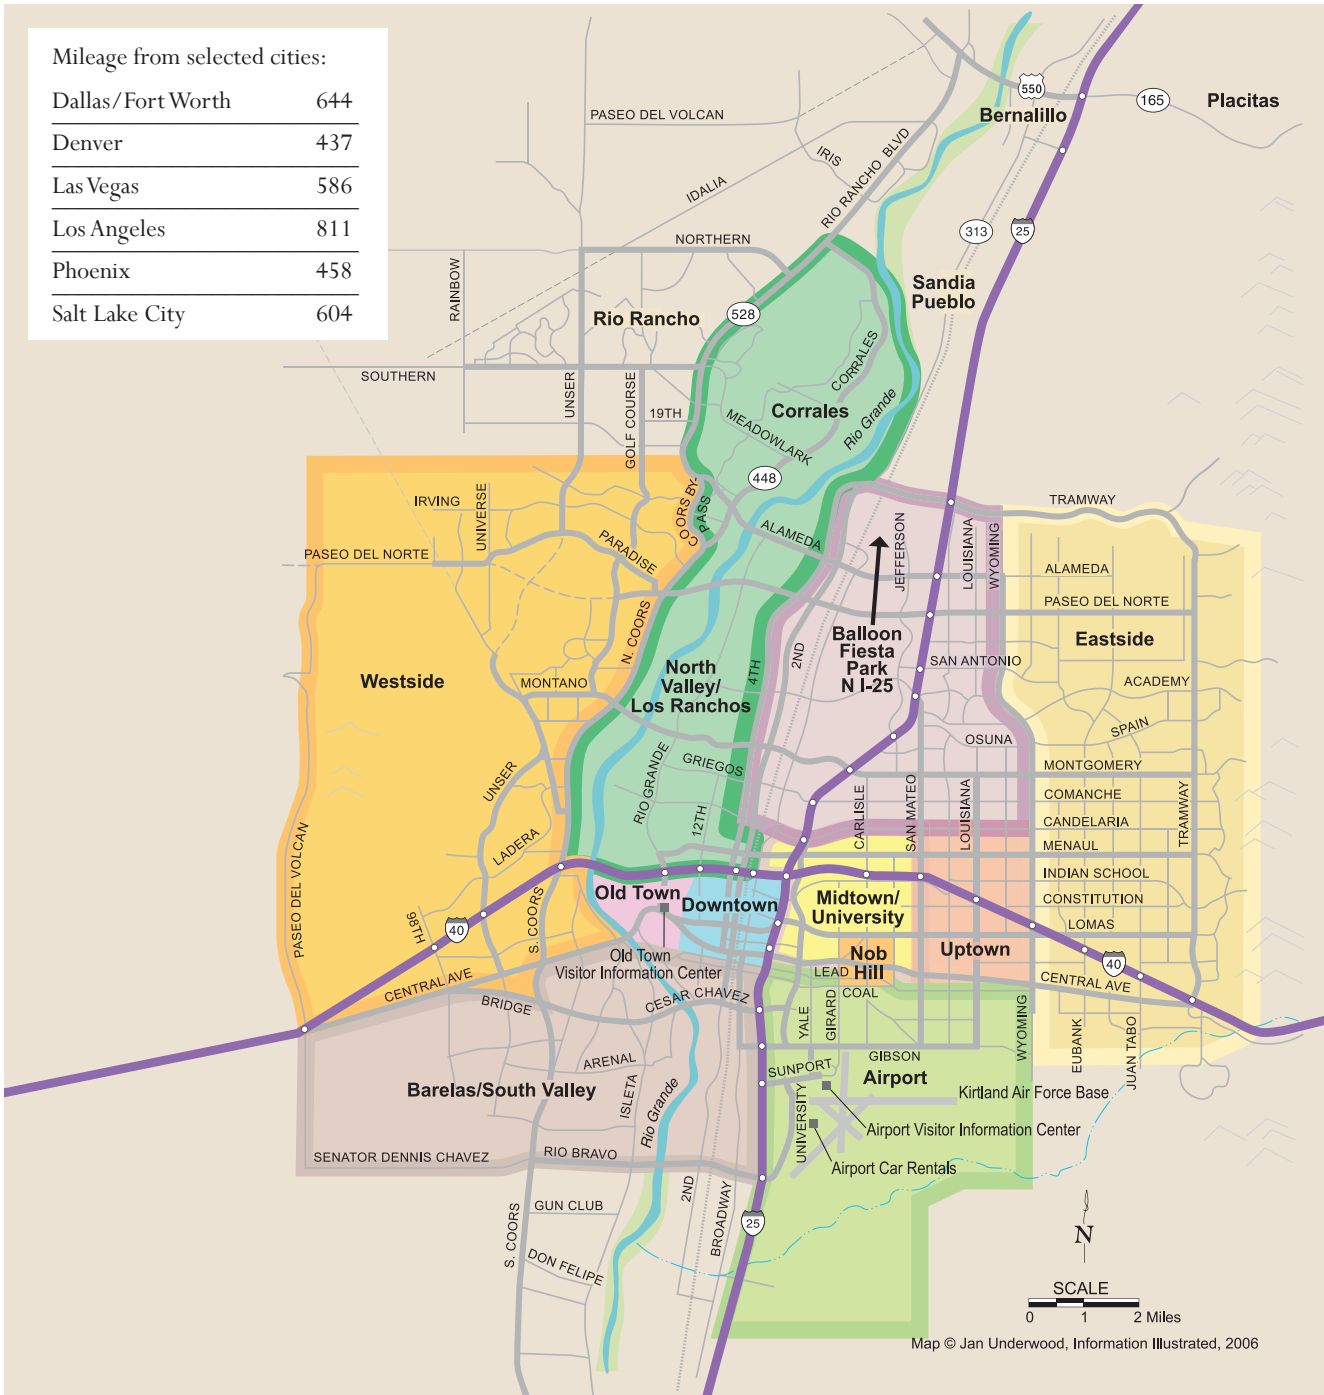 Mileage from selected cities:
Dallas/Fort Worth 644
Denver 437
Las Vegas 586
Los Angeles 811
Phoenix 458
Salt Lake City 604
550
165
Placitas
Bernalillo
PASEO DEL VOLCAN
IRIS
RIO RANCHO BLVD
IDALIA
313
25
NORTHERN
RAINBOW
Sandia
Pueblo
528
Rio Rancho
SOUTHERN
UNSER
GOLF COURSE
19TH
CORRALES
Corrales
MEADOWLARK
Rio Grande
448
IRVING
UNIVERSE
COORS BY-
PASS
ALAMEDA
JEFFERSON
LOUISIANA
WYOMING
TRAMWAY
PASEO DEL NORTE
PARADISE
ALAMEDA
PASEO DEL NORTE
N. COORS
Balloon
Fiesta
Park
N I-25
Eastside
SAN ANTONIO
2ND
4TH
North
Valley/
Los Ranchos
Westside
MONTANO
ACADEMY
SPAIN
OSUNA
GRIEGOS
RIO GRANDE
12TH
MONTGOMERY
UNSER
LADERA
CARLISLE
SAN MATEO
LOUISIANA
COMANCHE
CANDELARIA
MENAUL
TRAMWAY
PASEO DEL VOLCAN
INDIAN SCHOOL
CONSTITUTION
LOMAS
Old Town
Downtown
Midtown/
University
98TH
40
S. COORS
Nob
Hill
Uptown
40
Old Town
Visitor Information Center
LEAD
CENTRAL AVE
CENTRAL AVE
BRIDGE
CESAR CHAVEZ
COAL
YALE
GIRARD
WYOMING
EUBANK
JUAN TABO
ARENAL
ISLETA
Rio Grande
GIBSON
SUNPORT
Airport
Barelas/South Valley
Kirtland Air Force Base
UNIVERSITY
Airport Visitor Information Center
SENATOR DENNIS CHAVEZ
RIO BRAVO
Airport Car Rentals
2ND
BROADWAY
GUN CLUB
S. COORS
25
DON FELIPE
N
SCALE
0 1 2 Miles
Map © Jan Underwood, Information Illustrated, 2006